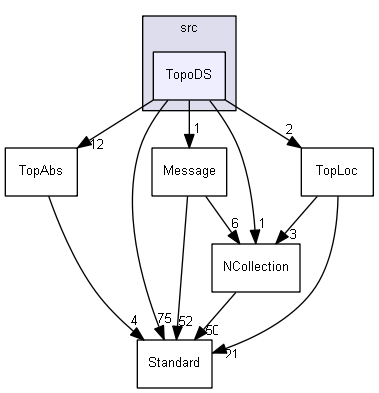 src
TopoDS
12
1
2
TopAbs
Message
TopLoc
6
1
3
NCollection
4
75
52
50
21
Standard